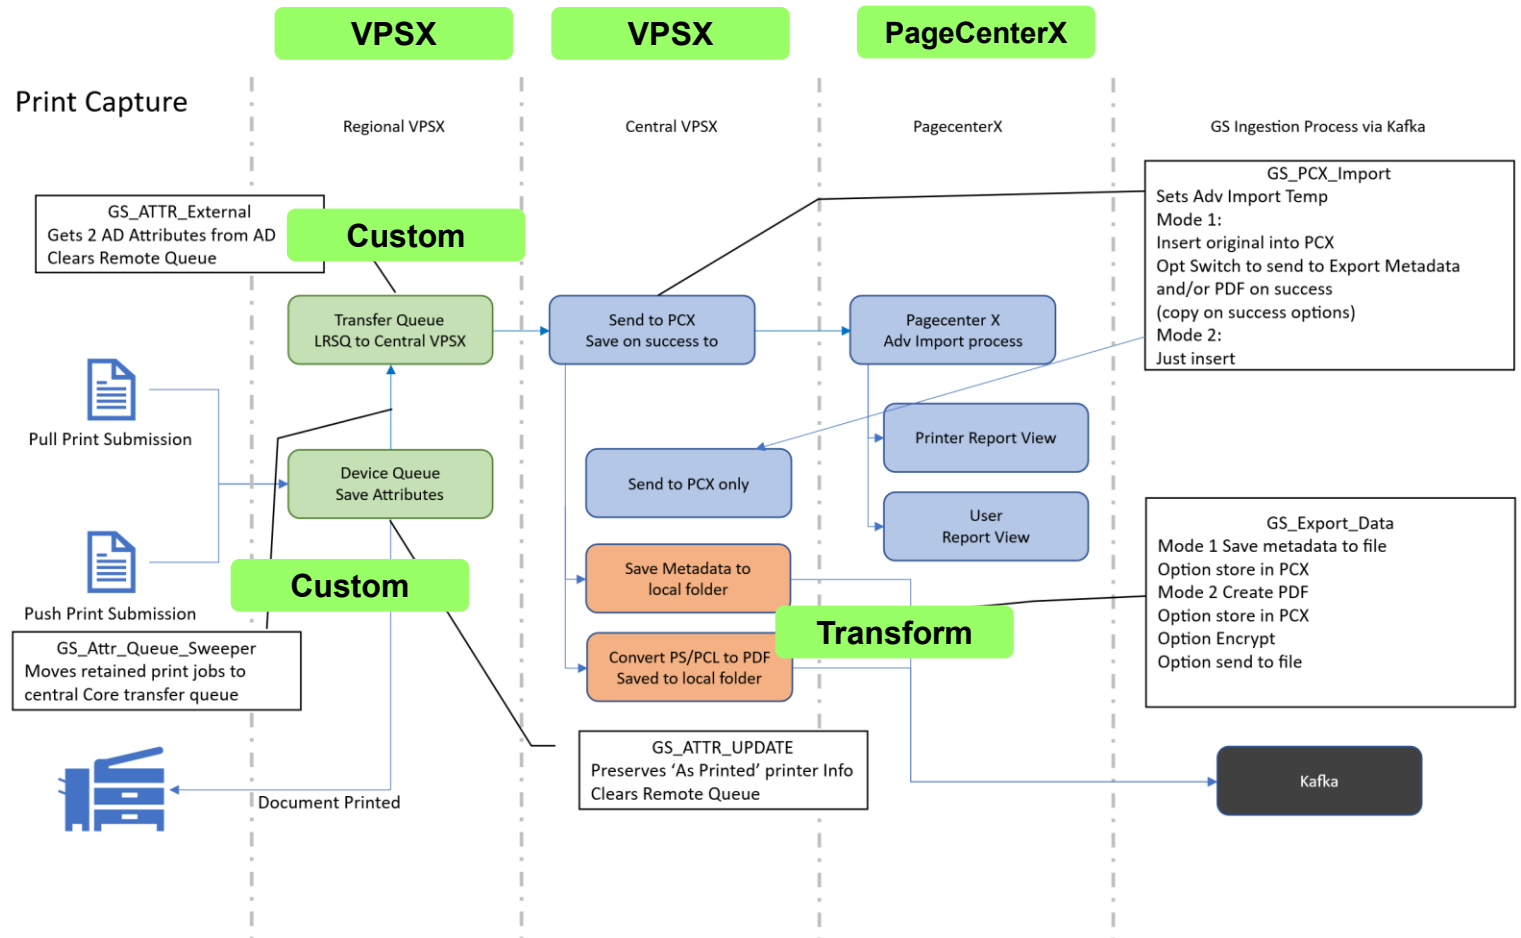 VPSX
VPSX
PageCenterX
Print Capture
Regional VPSX
Central VPSX
PagecenterX
GS Ingestion Process via Kafka
GS_ATTR_External
Gets 2 AD Attributes from AD
Clears Remote Queue
Custom
GS_PCX_Import
Sets Adv Import Temp
Mode 1:
Insert original into PCX
Opt Switch to send to Export Metadata
and/or PDF on success
(copy on success options)
Mode 2:
Just insert
Transfer Queue
LRSQ to Central VPSX
Send to PCX
Save on success to
Pagecenter X
Adv Import process
Pull Print Submission
Printer Report View
Device Queue
Save Attributes
Send to PCX only
User
Report View
GS_Export_Data
Mode 1 Save metadata to file
Option store in PCX
Mode 2 Create PDF
Option store in PCX
Option Encrypt
Option send to file
Custom
Save Metadata to
local folder
Push Print Submission
Transform
GS_Attr_Queue_Sweeper
Moves retained print jobs to
central Core transfer queue
Convert PS/PCL to PDF
Saved to local folder
GS_ATTR_UPDATE
Preserves ‘As Printed’ printer Info
Clears Remote Queue
Kafka
Document Printed